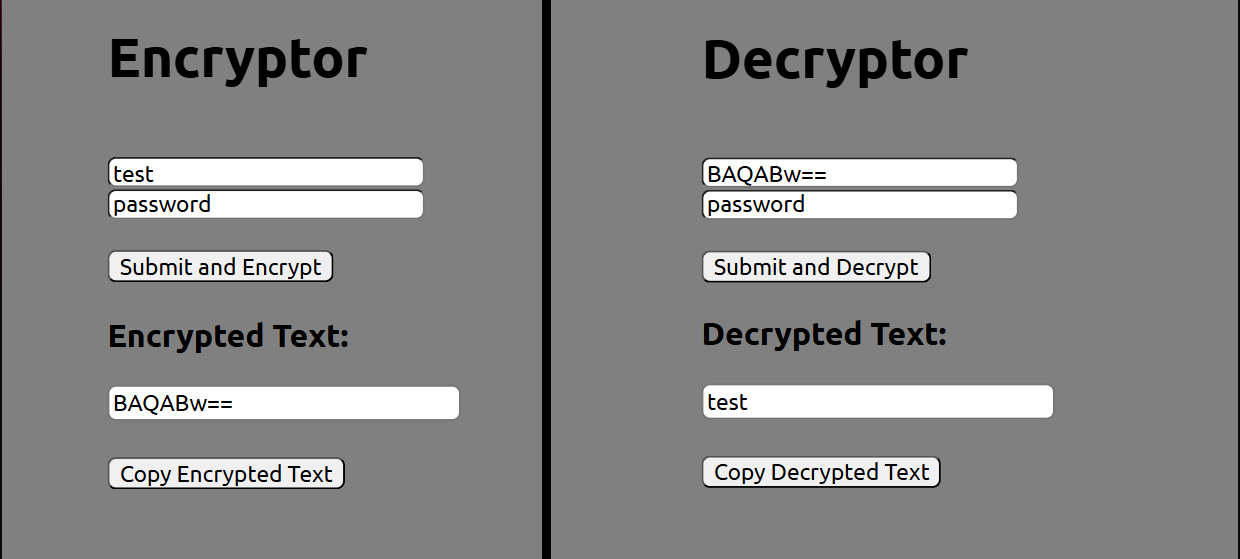 Encryptor
test
password
Submit and Encrypt
Encrypted Text:
BAQABw==
Copy Encrypted Text
Decryptor
BAQABw==
password
Submit and Decrypt
Decrypted Text:
test
Copy Decrypted Text